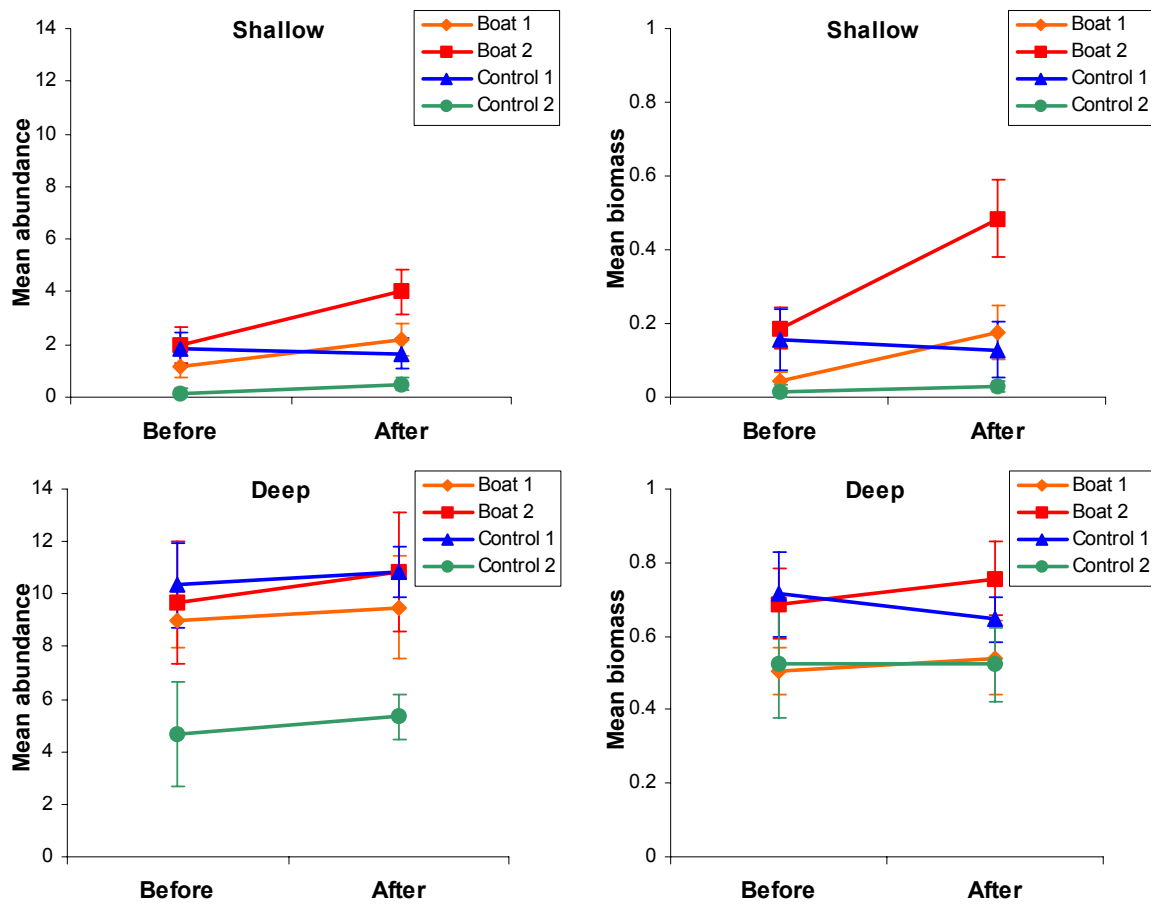 Shallow
Boat 1
Boat 2
Control 1
Control 2
Mean abundance
14
12
10
8
6
4
2
0
Before After
Shallow
Boat 1
Boat 2
Control 1
Control 2
Mean biomass
1
0.8
0.6
0.4
0.2
0
Before After
Deep
Boat 1
Boat 2
Control 1
Control 2
Mean abundance
14
12
10
8
6
4
2
0
Before After
Deep
Boat 1
Boat 2
Control 1
Control 2
Mean biomass
1
0.8
0.6
0.4
0.2
0
Before After